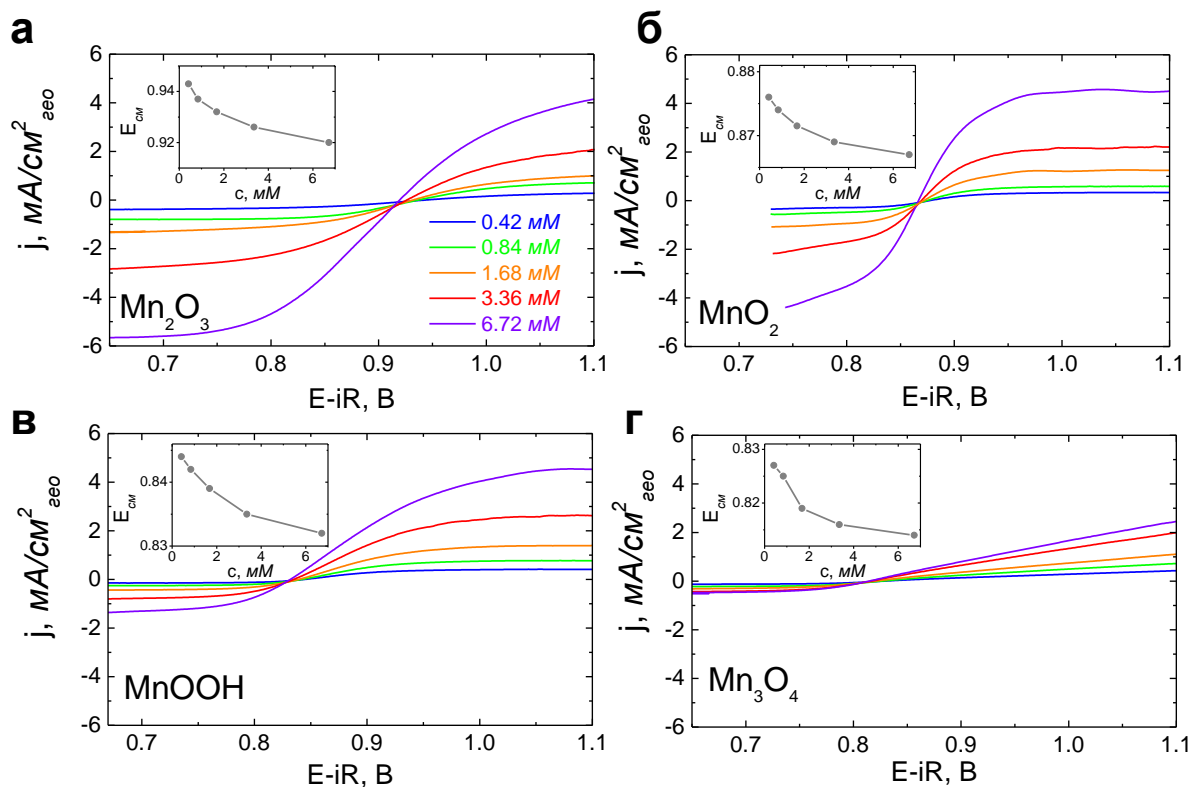 а
6
4
2
0
-2
-4
-6
j, мА/см²гео
0.94
0.92
Eсм
0 2 4 6
c, мМ
0.42 мМ
0.84 мМ
1.68 мМ
3.36 мМ
6.72 мМ
Mn₂O₃
0.7 0.8 0.9 1.0 1.1
E-iR, В
б
6
4
2
0
-2
-4
-6
j, мА/см²гео
0.88
0.87
Eсм
0 2 4 6
c, мМ
MnO₂
0.7 0.8 0.9 1.0 1.1
E-iR, В
в
6
4
2
0
-2
-4
-6
j, мА/см²гео
0.84
0.83
Eсм
0 2 4 6
c, мМ
MnOOH
0.7 0.8 0.9 1.0 1.1
E-iR, В
г
6
4
2
0
-2
-4
-6
j, мА/см²гео
0.83
0.82
Eсм
0 2 4 6
c, мМ
Mn₃O₄
0.7 0.8 0.9 1.0 1.1
E-iR, В